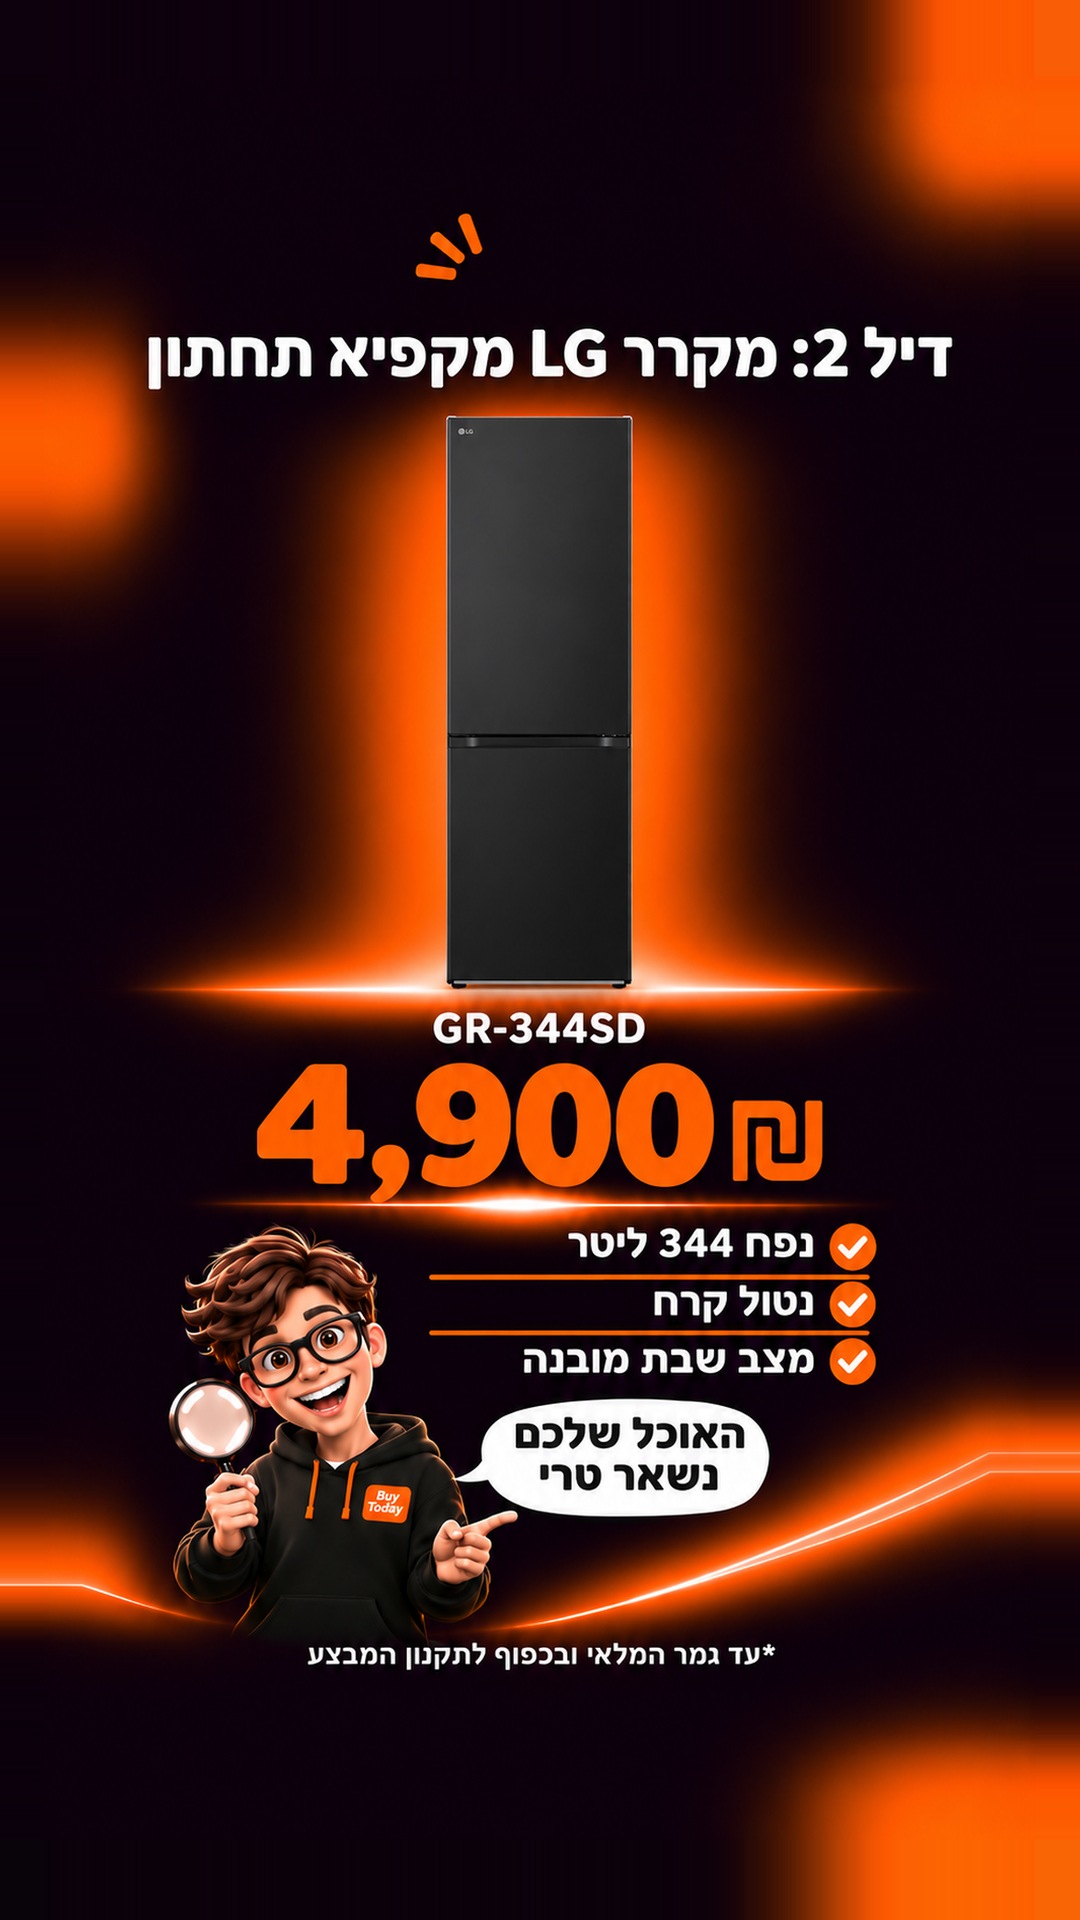 דיל 2: מקרר LG מקפיא תחתון
LG
GR-344SD
4,900 ₪
נפח 344 ליטר
נטול קרח
מצב שבת מובנה
האוכל שלכם
נשאר טרי
Buy
Today
*עד גמר המלאי ובכפוף לתקנון המבצע